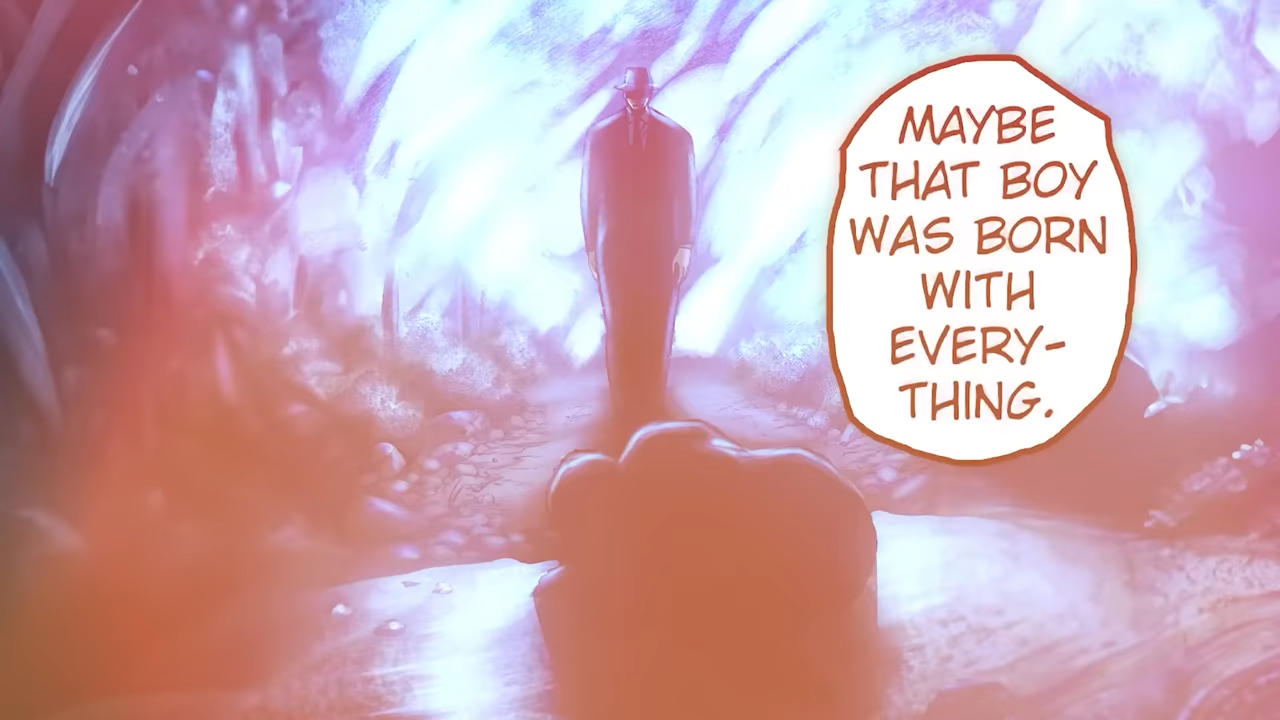 MAYBE
THAT BOY
WAS BORN
WITH
EVERY-
THING.